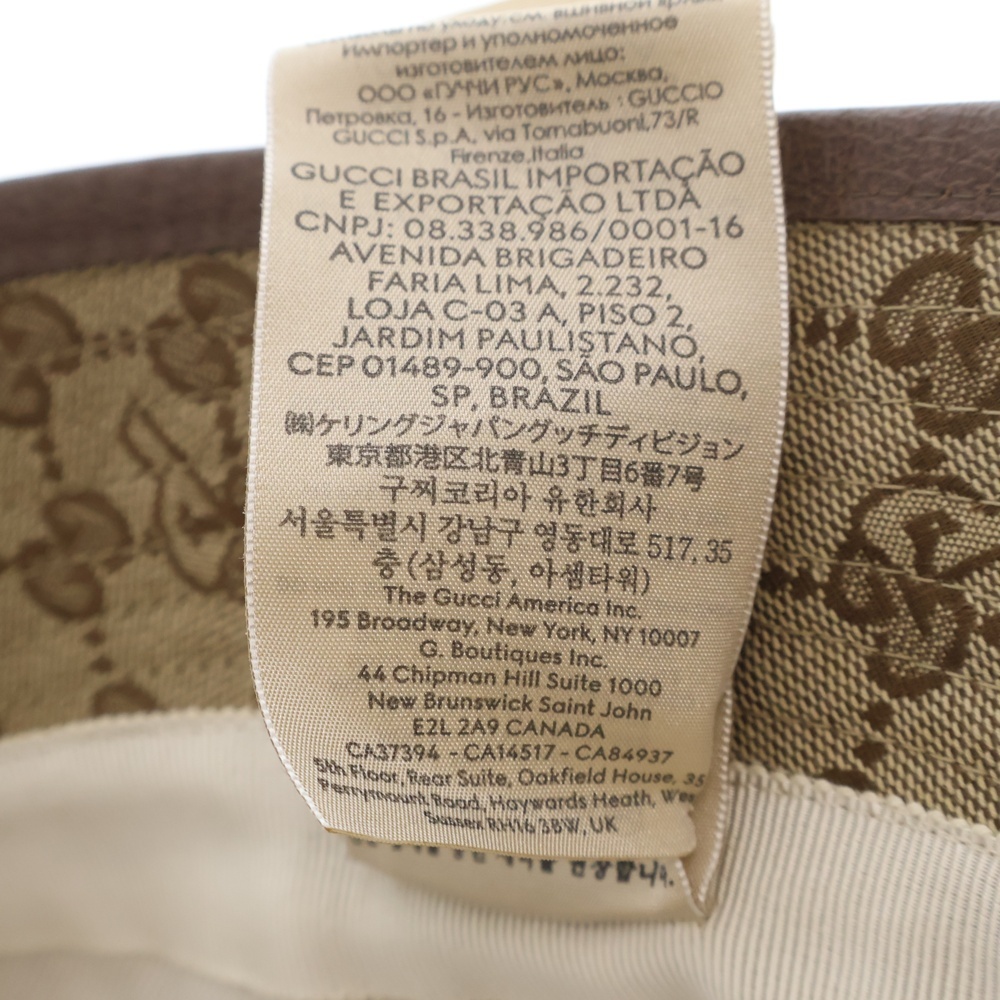 по уходу: см. вшивной ярлык
Импортер и уполномоченное
изготовителем лицо:
ООО «ГУЧЧИ РУС», Москва,
Петровка, 16 - Изготовитель : GUCCIO
GUCCI S.p.A, via Tornabuoni,73/R
Firenze,Italia
GUCCI BRASIL IMPORTAÇÃO
E EXPORTAÇÃO LTDA
CNPJ: 08.338.986/0001-16
AVENIDA BRIGADEIRO
FARIA LIMA, 2.232,
LOJA C-03 A, PISO 2,
JARDIM PAULISTANO,
CEP 01489-900, SÃO PAULO,
SP, BRAZIL
㈱ケリングジャパングッチディビジョン
東京都港区北青山3丁目6番7号
구찌코리아 유한회사
서울특별시 강남구 영동대로 517, 35
층 (삼성동, 아셈타워)
The Gucci America Inc.
195 Broadway, New York, NY 10007
G. Boutiques Inc.
44 Chipman Hill Suite 1000
New Brunswick Saint John
E2L 2A9 CANADA
CA37394 - CA14517 - CA84937
5th Floor, Rear Suite, Oakfield House, 35
Perrymount Road, Haywards Heath, Wes
Sussex RH16 3BW, UK